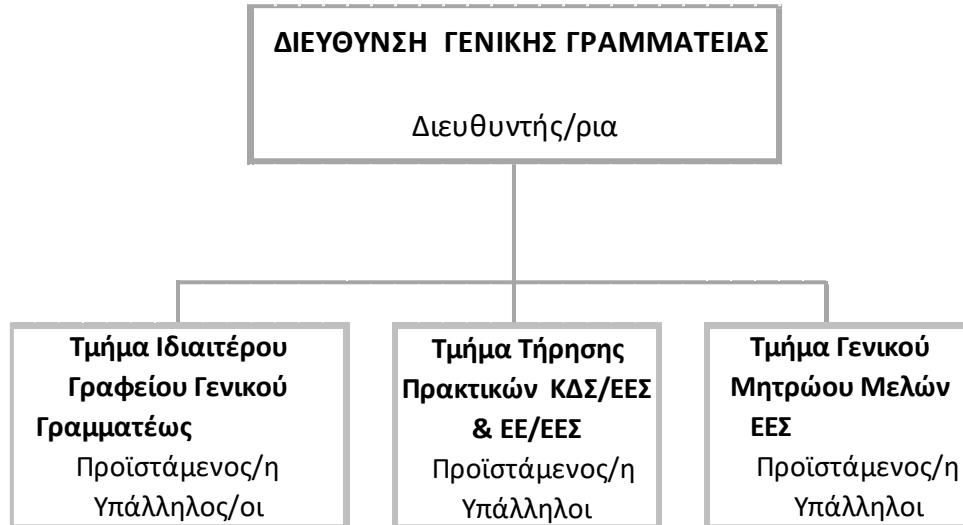 ΔΙΕΥΘΥΝΣΗ ΓΕΝΙΚΗΣ ΓΡΑΜΜΑΤΕΙΑΣ
Διευθυντής/ρια
Τμήμα Ιδιαιτέρου
Γραφείου Γενικού
Γραμματέως
Προϊστάμενος/η
Υπάλληλος/οι
Τμήμα Τήρησης
Πρακτικών ΚΔΣ/ΕΕΣ
& ΕΕ/ΕΕΣ
Προϊστάμενος/η
Υπάλληλοι
Τμήμα Γενικού
Μητρώου Μελών
ΕΕΣ
Προϊστάμενος/η
Υπάλληλοι